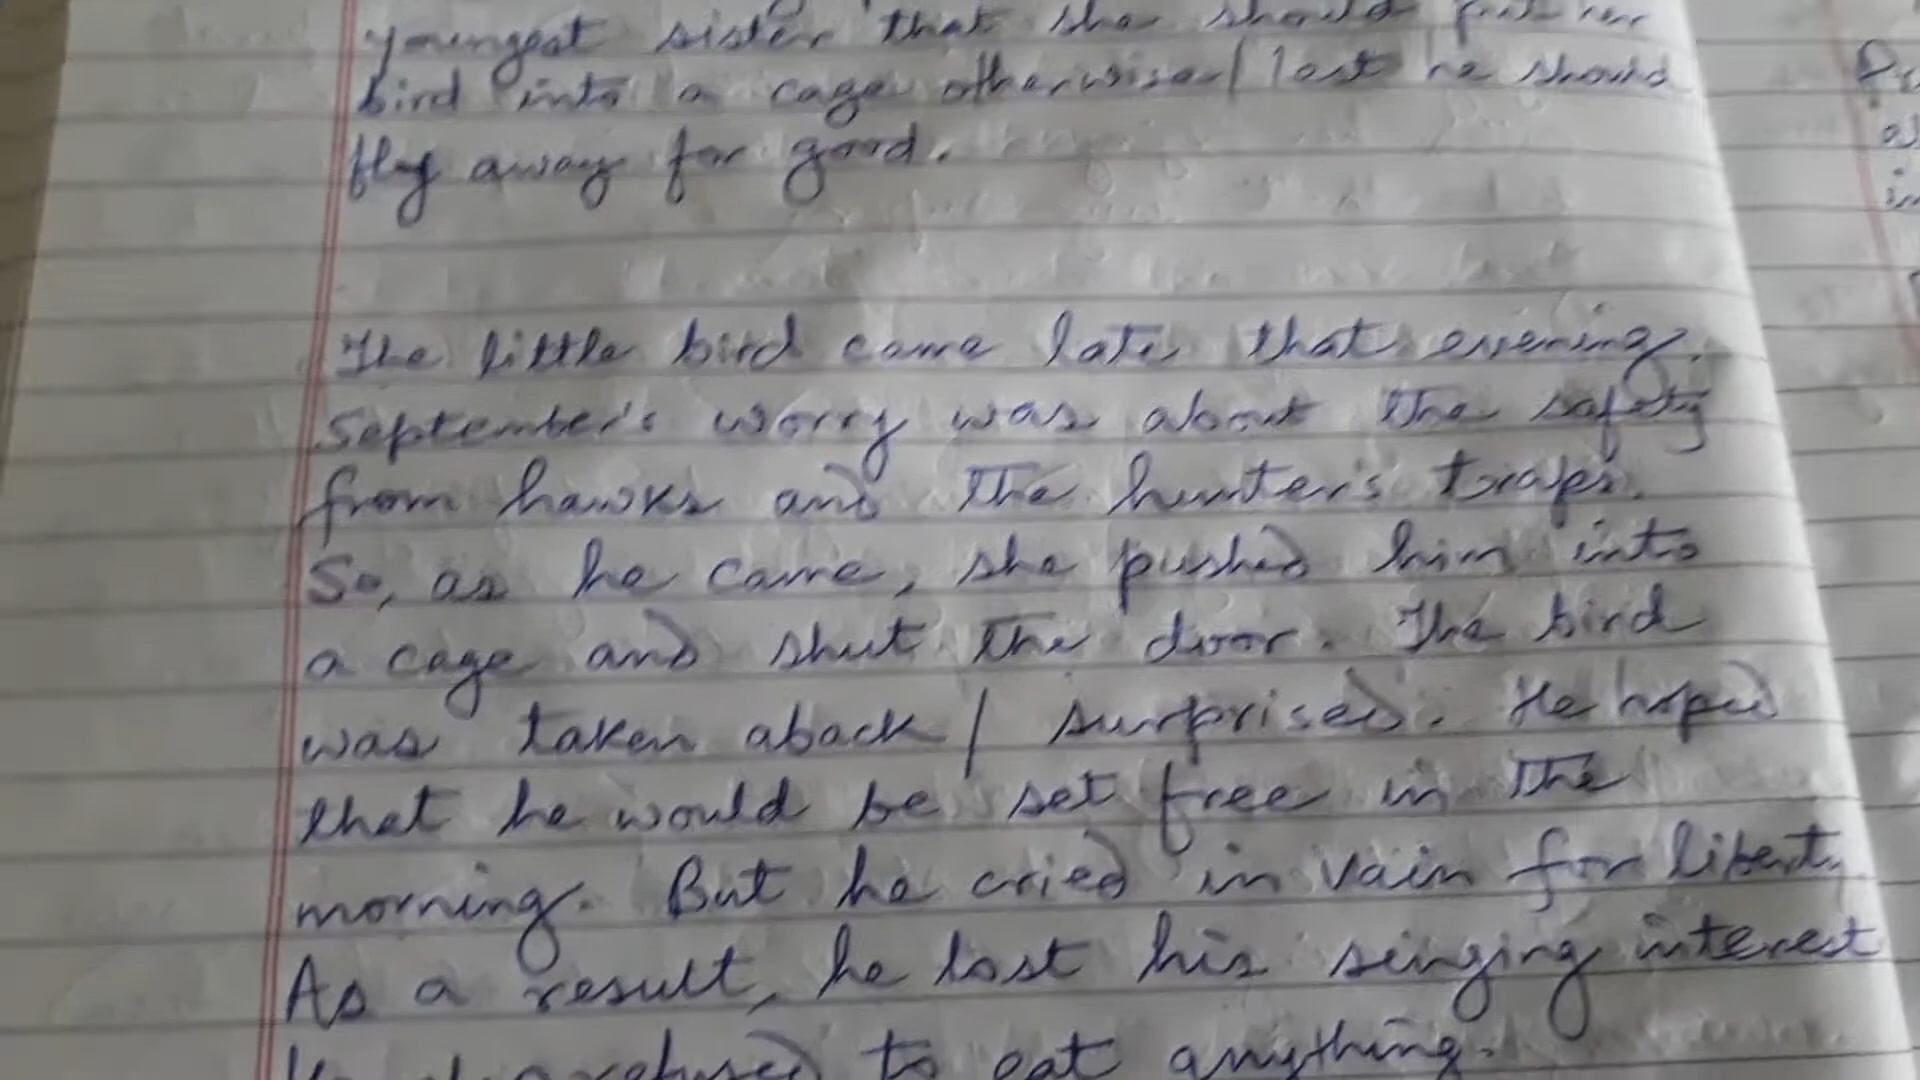 youngest sister that she should put her
bird into a cage otherwise/lest he should
fly away for good.
The little bird came late that evening.
September's worry was about the safety
from hawks and the hunter's traps.
So, as he came, she pushed him into
a cage and shut the door. The bird
was taken aback / surprised. He hoped
that he would be set free in the
morning. But he cried in vain for liberty
As a result, he lost his singing interest
refused to eat anything.